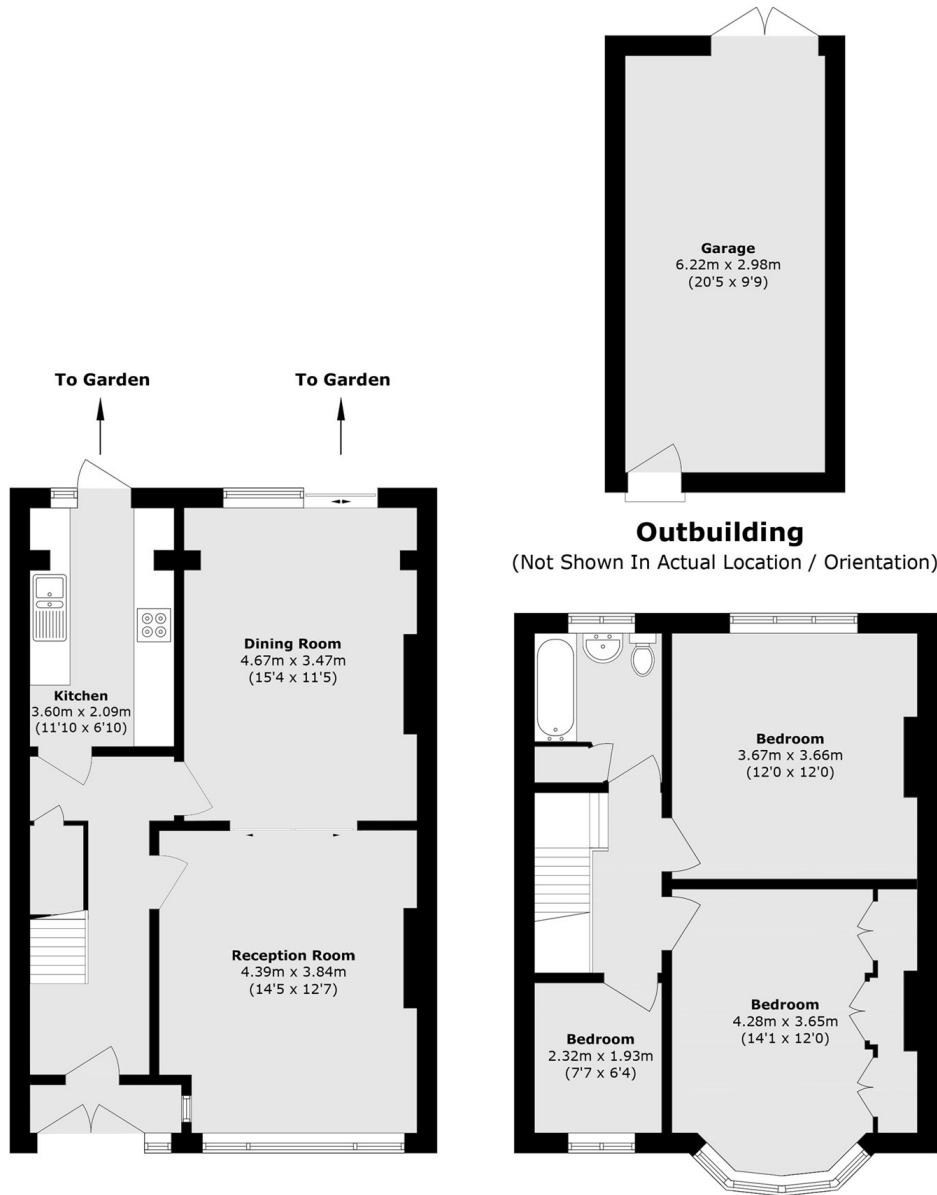 Garage
6.22m x 2.98m
(20'5 x 9'9)
To Garden
To Garden
Outbuilding
(Not Shown In Actual Location / Orientation)
Dining Room
4.67m x 3.47m
(15'4 x 11'5)
Kitchen
3.60m x 2.09m
(11'10 x 6'10)
Reception Room
4.39m x 3.84m
(14'5 x 12'7)
Bedroom
3.67m x 3.66m
(12'0 x 12'0)
Bedroom
4.28m x 3.65m
(14'1 x 12'0)
Bedroom
2.32m x 1.93m
(7'7 x 6'4)